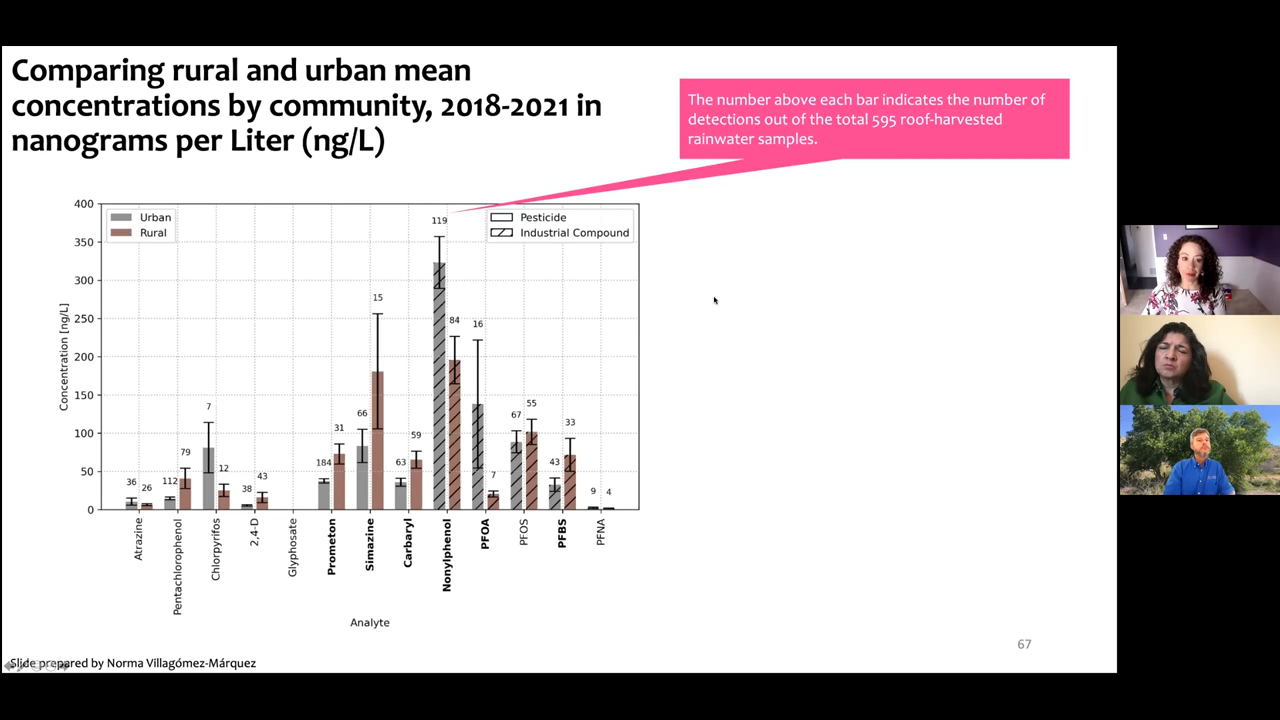 Comparing rural and urban mean
concentrations by community, 2018-2021 in
nanograms per Liter (ng/L)
The number above each bar indicates the number of
detections out of the total 595 roof-harvested
rainwater samples.
400
350
300
250
200
150
100
50
0
Concentration [ng/L]
Urban
Rural
Pesticide
Industrial Compound
36
26
112
79
7
12
38
43
184
31
66
15
63
59
119
84
16
7
67
55
43
33
9
4
Atrazine
Pentachlorophenol
Chlorpyrifos
2,4-D
Glyphosate
Prometon
Simazine
Carbaryl
Nonylphenol
PFOA
PFOS
PFBS
PFNA
Analyte
67
Slide prepared by Norma Villagómez-Márquez